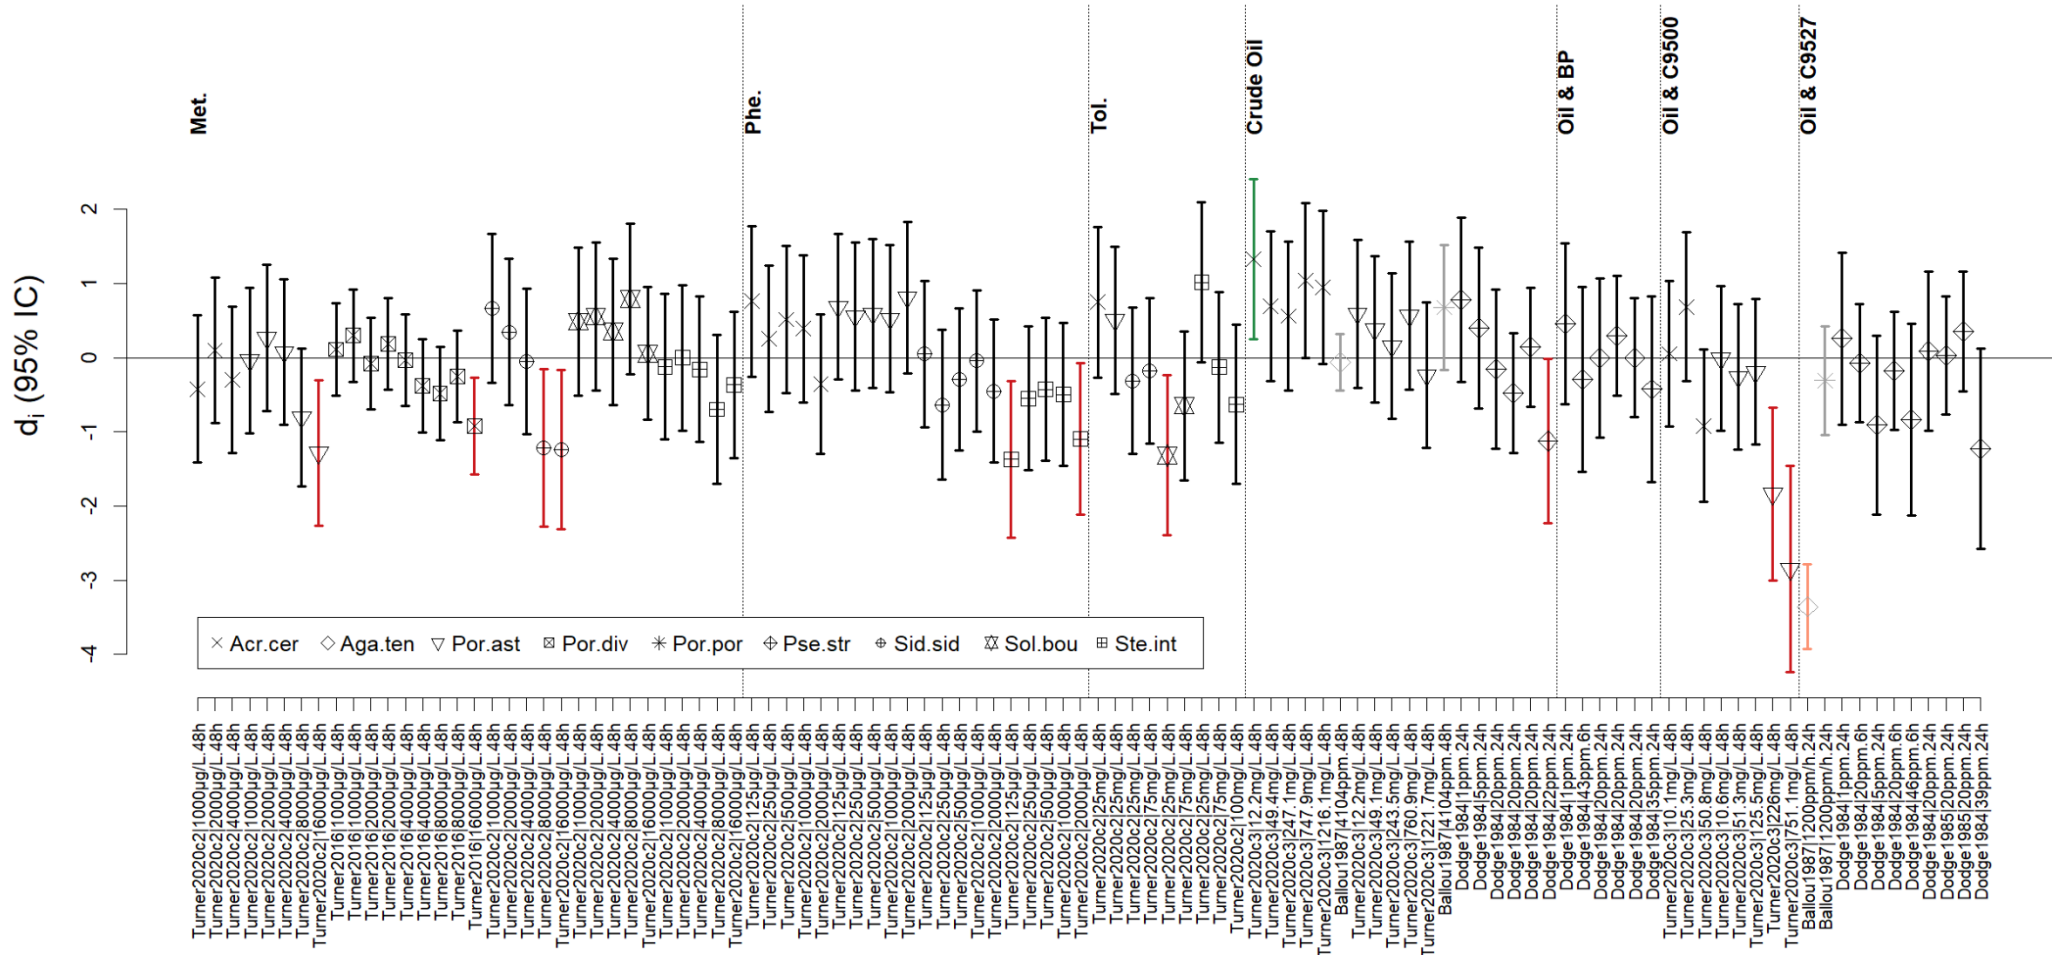 Met.
Phe.
Tol.
Crude Oil
Oil & BP
Oil & C9500
Oil & C9527
di (95% IC)
2
1
0
-1
-2
-3
-4
Acr.cer
Aga.ten
Por.ast
Por.div
Por.por
Pse.str
Sid.sid
Sol.bou
Ste.int
Turner2020c2|1000µg/L.48h
Turner2020c2|2000µg/L.48h
Turner2020c2|4000µg/L.48h
Turner2020c2|1000µg/L.48h
Turner2020c2|2000µg/L.48h
Turner2020c2|4000µg/L.48h
Turner2020c2|8000µg/L.48h
Turner2020c2|16000µg/L.48h
Turner2016|1000µg/L.48h
Turner2016|1000µg/L.48h
Turner2016|2000µg/L.48h
Turner2016|2000µg/L.48h
Turner2016|4000µg/L.48h
Turner2016|4000µg/L.48h
Turner2016|8000µg/L.48h
Turner2016|8000µg/L.48h
Turner2016|16000µg/L.48h
Turner2020c2|1000µg/L.48h
Turner2020c2|2000µg/L.48h
Turner2020c2|4000µg/L.48h
Turner2020c2|8000µg/L.48h
Turner2020c2|16000µg/L.48h
Turner2020c2|1000µg/L.48h
Turner2020c2|2000µg/L.48h
Turner2020c2|4000µg/L.48h
Turner2020c2|8000µg/L.48h
Turner2020c2|16000µg/L.48h
Turner2020c2|1000µg/L.48h
Turner2020c2|2000µg/L.48h
Turner2020c2|4000µg/L.48h
Turner2020c2|8000µg/L.48h
Turner2020c2|16000µg/L.48h
Turner2020c2|125µg/L.48h
Turner2020c2|250µg/L.48h
Turner2020c2|500µg/L.48h
Turner2020c2|1000µg/L.48h
Turner2020c2|2000µg/L.48h
Turner2020c2|125µg/L.48h
Turner2020c2|250µg/L.48h
Turner2020c2|500µg/L.48h
Turner2020c2|1000µg/L.48h
Turner2020c2|2000µg/L.48h
Turner2020c2|125µg/L.48h
Turner2020c2|250µg/L.48h
Turner2020c2|500µg/L.48h
Turner2020c2|1000µg/L.48h
Turner2020c2|2000µg/L.48h
Turner2020c2|125µg/L.48h
Turner2020c2|250µg/L.48h
Turner2020c2|500µg/L.48h
Turner2020c2|1000µg/L.48h
Turner2020c2|2000µg/L.48h
Turner2020c2|25mg/L.48h
Turner2020c2|25mg/L.48h
Turner2020c2|25mg/L.48h
Turner2020c2|75mg/L.48h
Turner2020c2|25mg/L.48h
Turner2020c2|75mg/L.48h
Turner2020c2|25mg/L.48h
Turner2020c2|75mg/L.48h
Turner2020c2|100mg/L.48h
Turner2020c3|12.2mg/L.48h
Turner2020c3|49.4mg/L.48h
Turner2020c3|247.1mg/L.48h
Turner2020c3|747.9mg/L.48h
Turner2020c3|1216.1mg/L.48h
Ballou1987|4104ppm.48h
Turner2020c3|12.2mg/L.48h
Turner2020c3|49.1mg/L.48h
Turner2020c3|243.5mg/L.48h
Turner2020c3|760.9mg/L.48h
Turner2020c3|1221.7mg/L.48h
Ballou1987|4104ppm.48h
Dodge1984|1ppm.24h
Dodge1984|5ppm.24h
Dodge1984|20ppm.24h
Dodge1984|20ppm.24h
Dodge1984|20ppm.24h
Dodge1984|22ppm.24h
Dodge1984|1ppm.24h
Dodge1984|43ppm.6h
Dodge1984|20ppm.24h
Dodge1984|20ppm.24h
Dodge1984|20ppm.24h
Dodge1984|35ppm.24h
Turner2020c3|10.1mg/L.48h
Turner2020c3|25.3mg/L.48h
Turner2020c3|50.8mg/L.48h
Turner2020c3|10.6mg/L.48h
Turner2020c3|51.3mg/L.48h
Turner2020c3|125.5mg/L.48h
Turner2020c3|226mg/L.48h
Turner2020c3|751.1mg/L.48h
Ballou1987|1200ppm/h.24h
Ballou1987|1200ppm/h.24h
Dodge1984|1ppm.24h
Dodge1984|20ppm.6h
Dodge1984|5ppm.24h
Dodge1984|20ppm.6h
Dodge1984|46ppm.6h
Dodge1984|20ppm.24h
Dodge1985|20ppm.24h
Dodge1985|20ppm.24h
Dodge1984|39ppm.24h